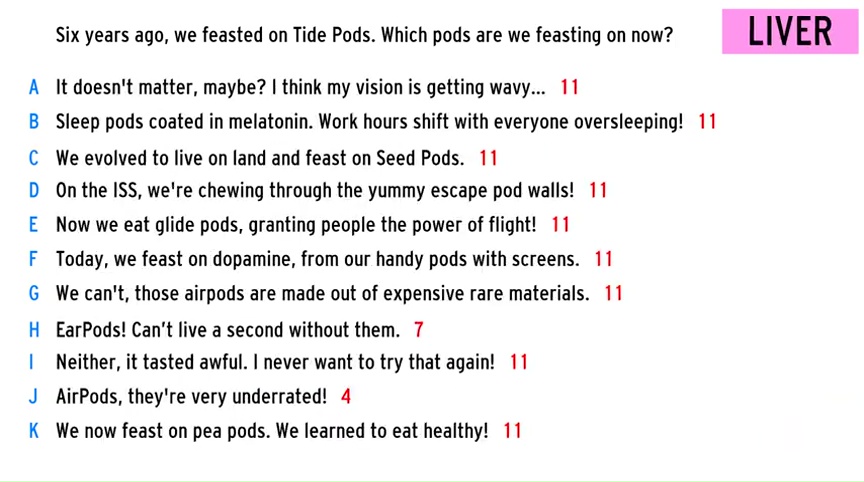 Six years ago, we feasted on Tide Pods. Which pods are we feasting on now?
LIVER
A It doesn't matter, maybe? I think my vision is getting wavy... 11
B Sleep pods coated in melatonin. Work hours shift with everyone oversleeping! 11
C We evolved to live on land and feast on Seed Pods. 11
D On the ISS, we're chewing through the yummy escape pod walls! 11
E Now we eat glide pods, granting people the power of flight! 11
F Today, we feast on dopamine, from our handy pods with screens. 11
G We can't, those airpods are made out of expensive rare materials. 11
H EarPods! Can’t live a second without them. 7
I Neither, it tasted awful. I never want to try that again! 11
J AirPods, they're very underrated! 4
K We now feast on pea pods. We learned to eat healthy! 11